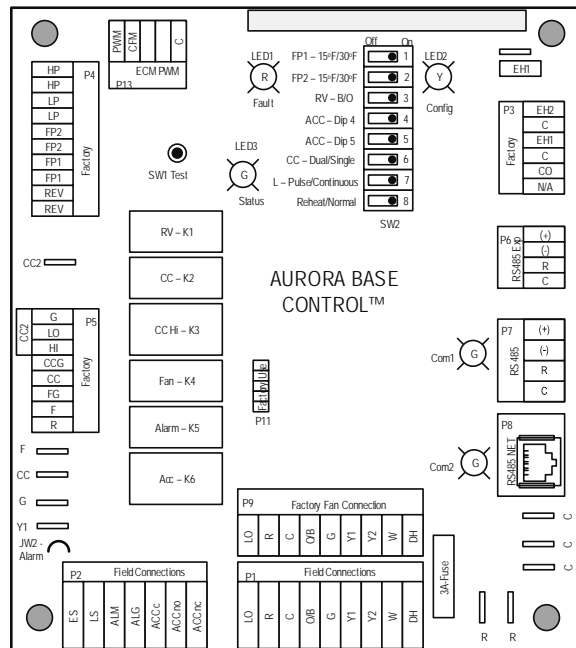 PWM
CFM
C
ECM PWM
P13
LED1
R
Fault
Off
On
FP1 – 15ºF/30ºF
1
FP2 – 15ºF/30ºF
2
RV – B/O
3
ACC – Dip 4
4
ACC – Dip 5
5
CC – Dual/Single
6
L – Pulse/Continuous
7
Reheat/Normal
8
SW2
LED2
Y
Config
EH1
P4
HP
HP
LP
LP
FP2
FP2
FP1
FP1
REV
REV
Factory
SW1 Test
LED3
G
Status
P3
EH2
C
EH1
C
CO
N/A
Factory
CC2
RV – K1
CC – K2
CC Hi – K3
Fan – K4
Alarm – K5
Acc – K6
AURORA BASE
CONTROL™
P6
RS485 EXP
(+)
(-)
R
C
CC2
P5
G
LO
HI
CCG
CC
FG
F
R
Factory
Factory Use
P11
Com1
G
P7
RS 485
(+)
(-)
R
C
Com2
G
P8
RS485 NET
F
CC
G
Y1
JW2 -
Alarm
P9
Factory Fan Connection
LO
R
C
O/B
G
Y1
Y2
W
DH
P2
Field Connections
ES
LS
ALM
ALG
ACCc
ACCno
ACCnc
P1
Field Connections
LO
R
C
O/B
G
Y1
Y2
W
DH
3A-Fuse
C
C
C
R
R